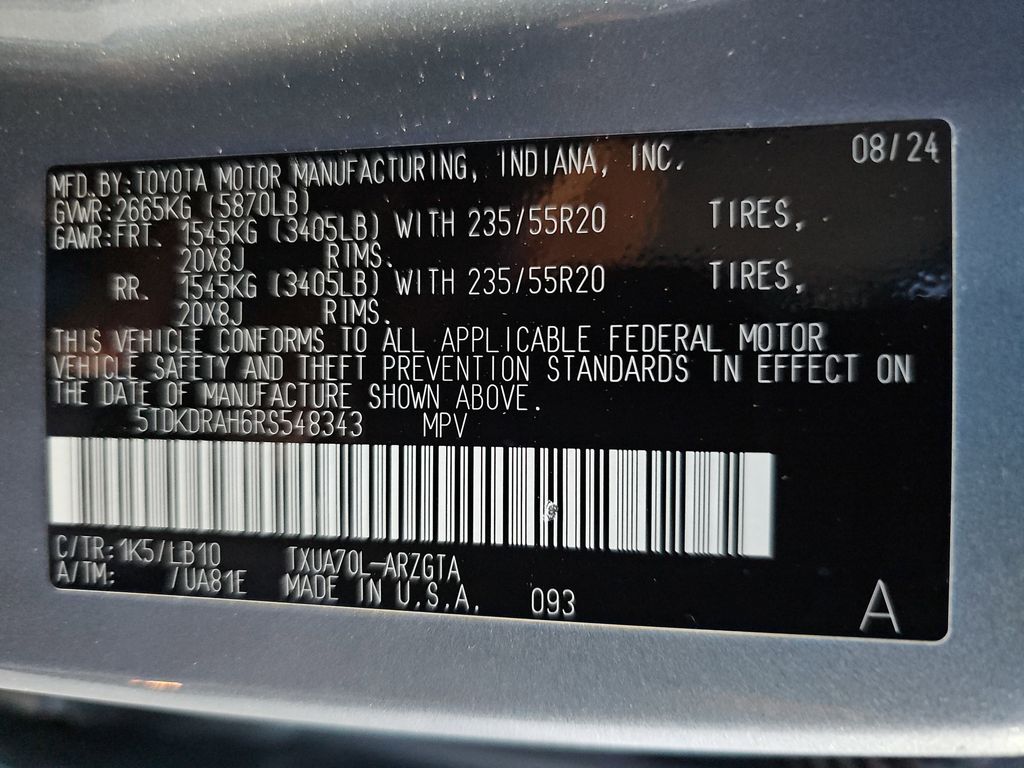 MFD.BY:TOYOTA MOTOR MANUFACTURING, INDIANA, INC. 08/24
GVWR:2665KG (5870LB)
GAWR:FRT. 1545KG (3405LB) WITH 235/55R20 TIRES,
20X8J RIMS.
RR. 1545KG (3405LB) WITH 235/55R20 TIRES,
20X8J RIMS.
THIS VEHICLE CONFORMS TO ALL APPLICABLE FEDERAL MOTOR
VEHICLE SAFETY AND THEFT PREVENTION STANDARDS IN EFFECT ON
THE DATE OF MANUFACTURE SHOWN ABOVE.
5TDKDRAH6RS548343 MPV
C/TR:1K5/LB10 TXUA70L-ARZGTA
A/TM: /UA81E MADE IN U.S.A. 093 A